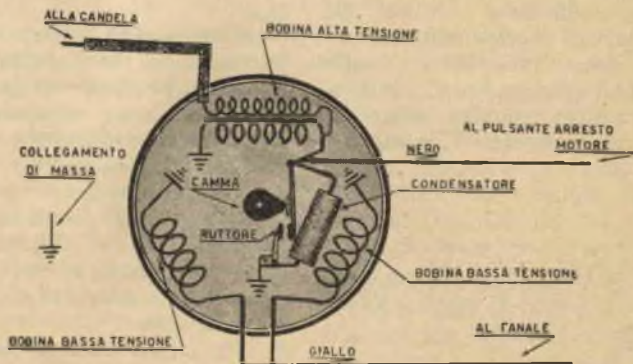 ALLA CANDELA
BOBINA ALTA TENSIONE
AL PULSANTE ARRESTO
MOTORE
NERO
COLLEGAMENTO
DI MASSA
CAMMA
CONDENSATORE
RUTTORE
BOBINA BASSA TENSIONE
BOBINA BASSA TENSIONE
GIALLO
AL FANALE